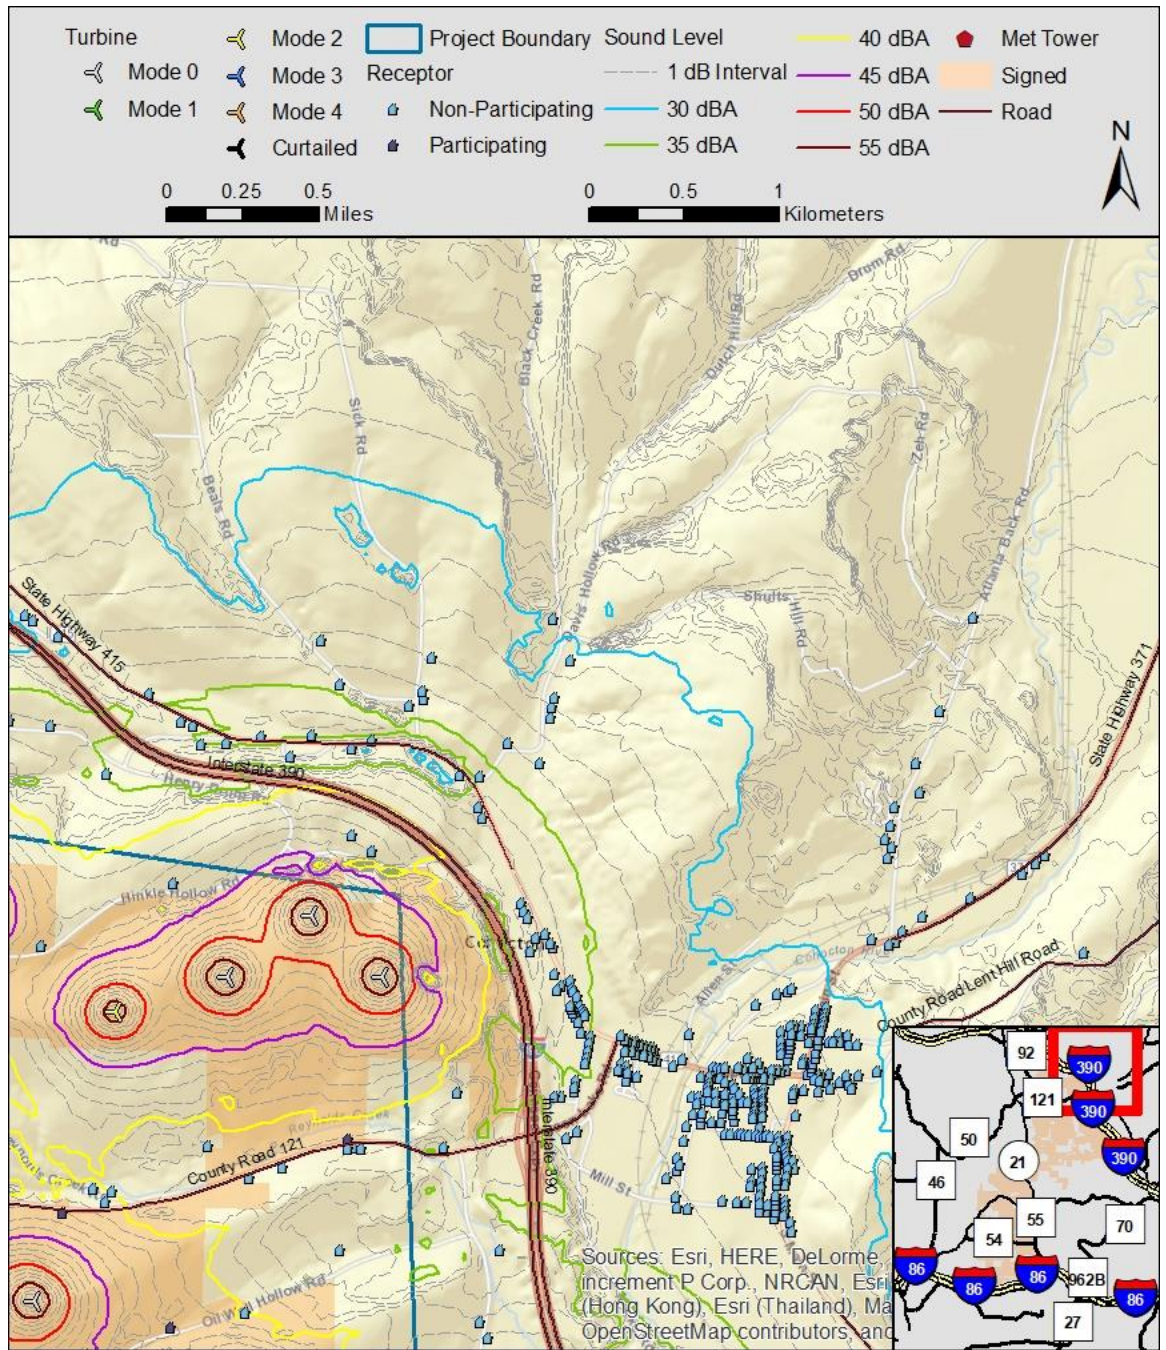 Turbine
Mode 0
Mode 1
Mode 2
Mode 3
Mode 4
Curtailed
Project Boundary
Receptor
Non-Participating
Participating
Sound Level
1 dB Interval
30 dBA
35 dBA
40 dBA
45 dBA
50 dBA
55 dBA
Met Tower
Signed
Road
N
0 0.25 0.5
Miles
0 0.5 1
Kilometers
Rd
Drum Rd
Black Creek Rd
Dutch Hill Rd
Sick Rd
Zeh Rd
Beals Rd
Atlanta Back Rd
Davis Hollow Rd
Shults Hill Rd
State Highway 415
State Highway 371
Interstate 390
Hinkle Hollow Rd
371
Cohocton
Cohocton River
Allen St
County Road Lent Hill Road
Interstate 390
County Road 121
Mill St
Oil Well Hollow Rd
Sources: Esri, HERE, DeLorme,
increment P Corp., NRCAN, Esri
(Hong Kong), Esri (Thailand), Ma
OpenStreetMap contributors, and
92
390
121
390
50
390
21
46
55
70
54
86
86
86
962B
86
27